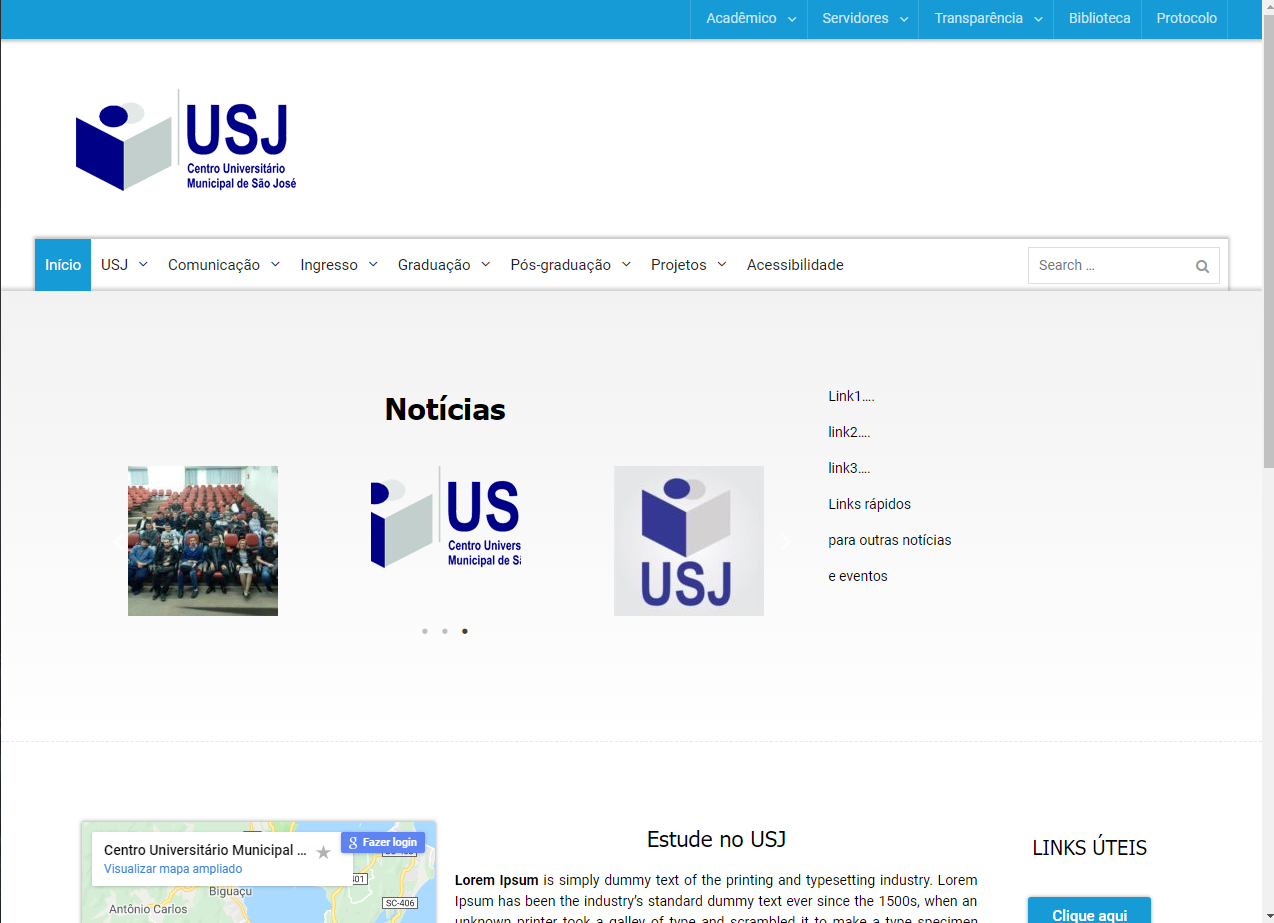 Acadêmico
Servidores
Transparência
Biblioteca
Protocolo
USJ
Centro Universitário
Municipal de São José
Início
USJ
Comunicação
Ingresso
Graduação
Pós-graduação
Projetos
Acessibilidade
Search ...
Notícias
US
Centro Univers
Municipal de Sã
USJ
Link1....
link2....
link3....
Links rápidos
para outras notícias
e eventos
Centro Universitário Municipal ...
Visualizar mapa ampliado
Fazer login
Biguaçu
Antônio Carlos
401
SC-406
Estude no USJ
Lorem Ipsum is simply dummy text of the printing and typesetting industry. Lorem
Ipsum has been the industry's standard dummy text ever since the 1500s, when an
unknown printer took a galley of type and scrambled it to make a type specimen
LINKS ÚTEIS
Clique aqui